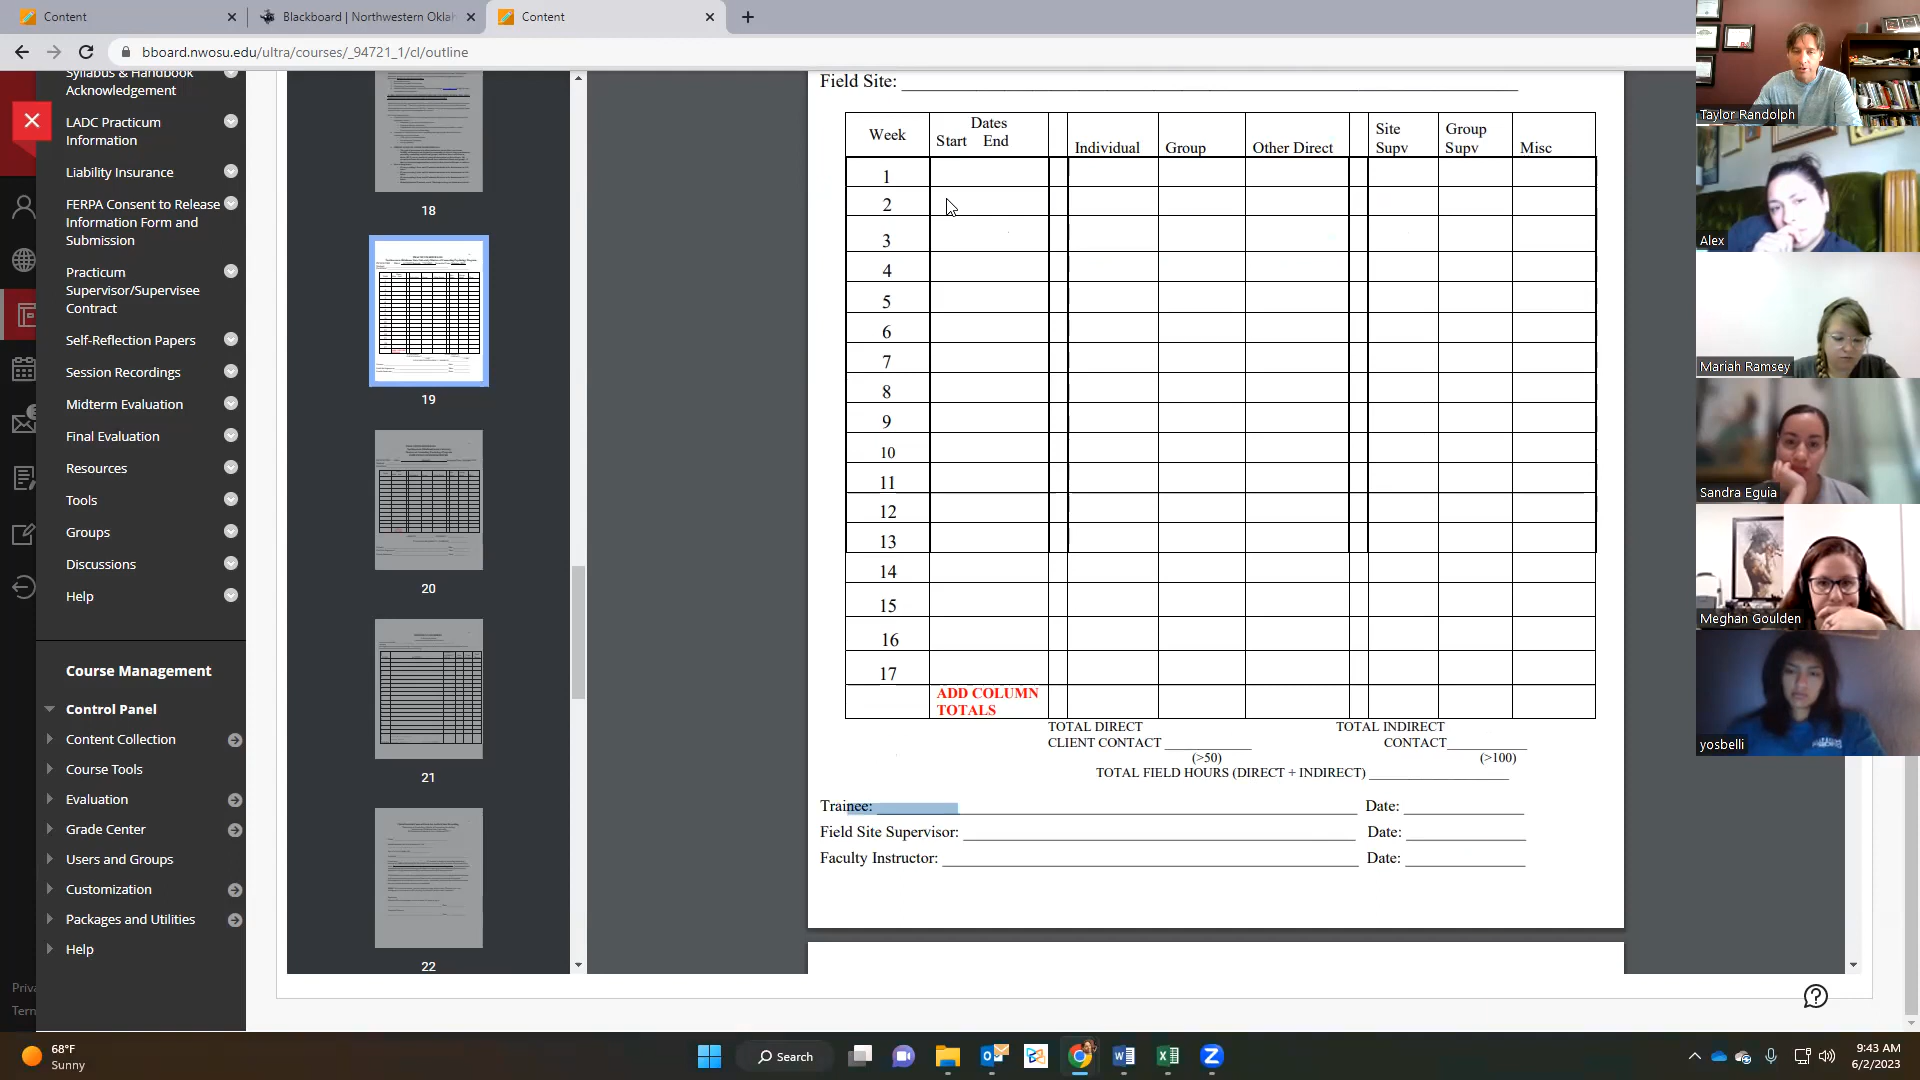 Content
Blackboard | Northwestern Okla
Content
bboard.nwosu.edu/ultra/courses/_94721_1/cl/outline
Syllabus & Handbook
Acknowledgement
LADC Practicum
Information
Liability Insurance
FERPA Consent to Release
Information Form and
Submission
Practicum
Supervisor/Supervisee
Contract
Self-Reflection Papers
Session Recordings
Midterm Evaluation
Final Evaluation
Resources
Tools
Groups
Discussions
Help
Course Management
Control Panel
Content Collection
Course Tools
Evaluation
Grade Center
Users and Groups
Customization
Packages and Utilities
Help
Priva
Term
18
19
20
21
22
Field Site:
Week Dates Start End Individual Group Other Direct Site Supv Group Supv Misc
1
2
3
4
5
6
7
8
9
10
11
12
13
14
15
16
17
ADD COLUMN
TOTALS
TOTAL DIRECT TOTAL INDIRECT
CLIENT CONTACT CONTACT
(>50) (>100)
TOTAL FIELD HOURS (DIRECT + INDIRECT)
Trainee: Date:
Field Site Supervisor: Date:
Faculty Instructor: Date:
Taylor Randolph
Alex
Mariah Ramsey
Sandra Eguia
Meghan Goulden
yosbelli
68°F
Sunny
Search
9:43 AM
6/2/2023